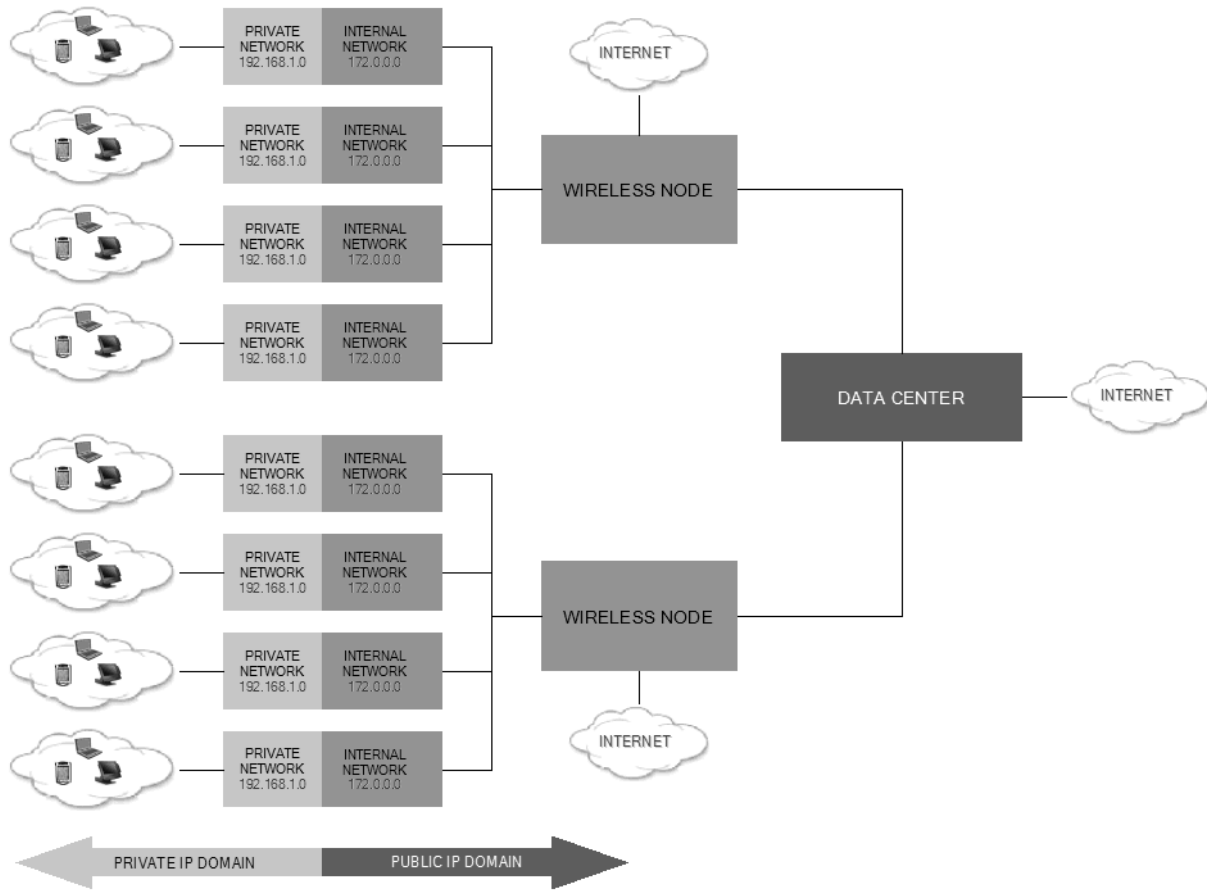 PRIVATE
NETWORK
192.168.1.0
INTERNAL
NETWORK
172.0.0.0
PRIVATE
NETWORK
192.168.1.0
INTERNAL
NETWORK
172.0.0.0
PRIVATE
NETWORK
192.168.1.0
INTERNAL
NETWORK
172.0.0.0
PRIVATE
NETWORK
192.168.1.0
INTERNAL
NETWORK
172.0.0.0
INTERNET
WIRELESS NODE
DATA CENTER
INTERNET
PRIVATE
NETWORK
192.168.1.0
INTERNAL
NETWORK
172.0.0.0
PRIVATE
NETWORK
192.168.1.0
INTERNAL
NETWORK
172.0.0.0
PRIVATE
NETWORK
192.168.1.0
INTERNAL
NETWORK
172.0.0.0
PRIVATE
NETWORK
192.168.1.0
INTERNAL
NETWORK
172.0.0.0
WIRELESS NODE
INTERNET
PRIVATE IP DOMAIN
PUBLIC IP DOMAIN